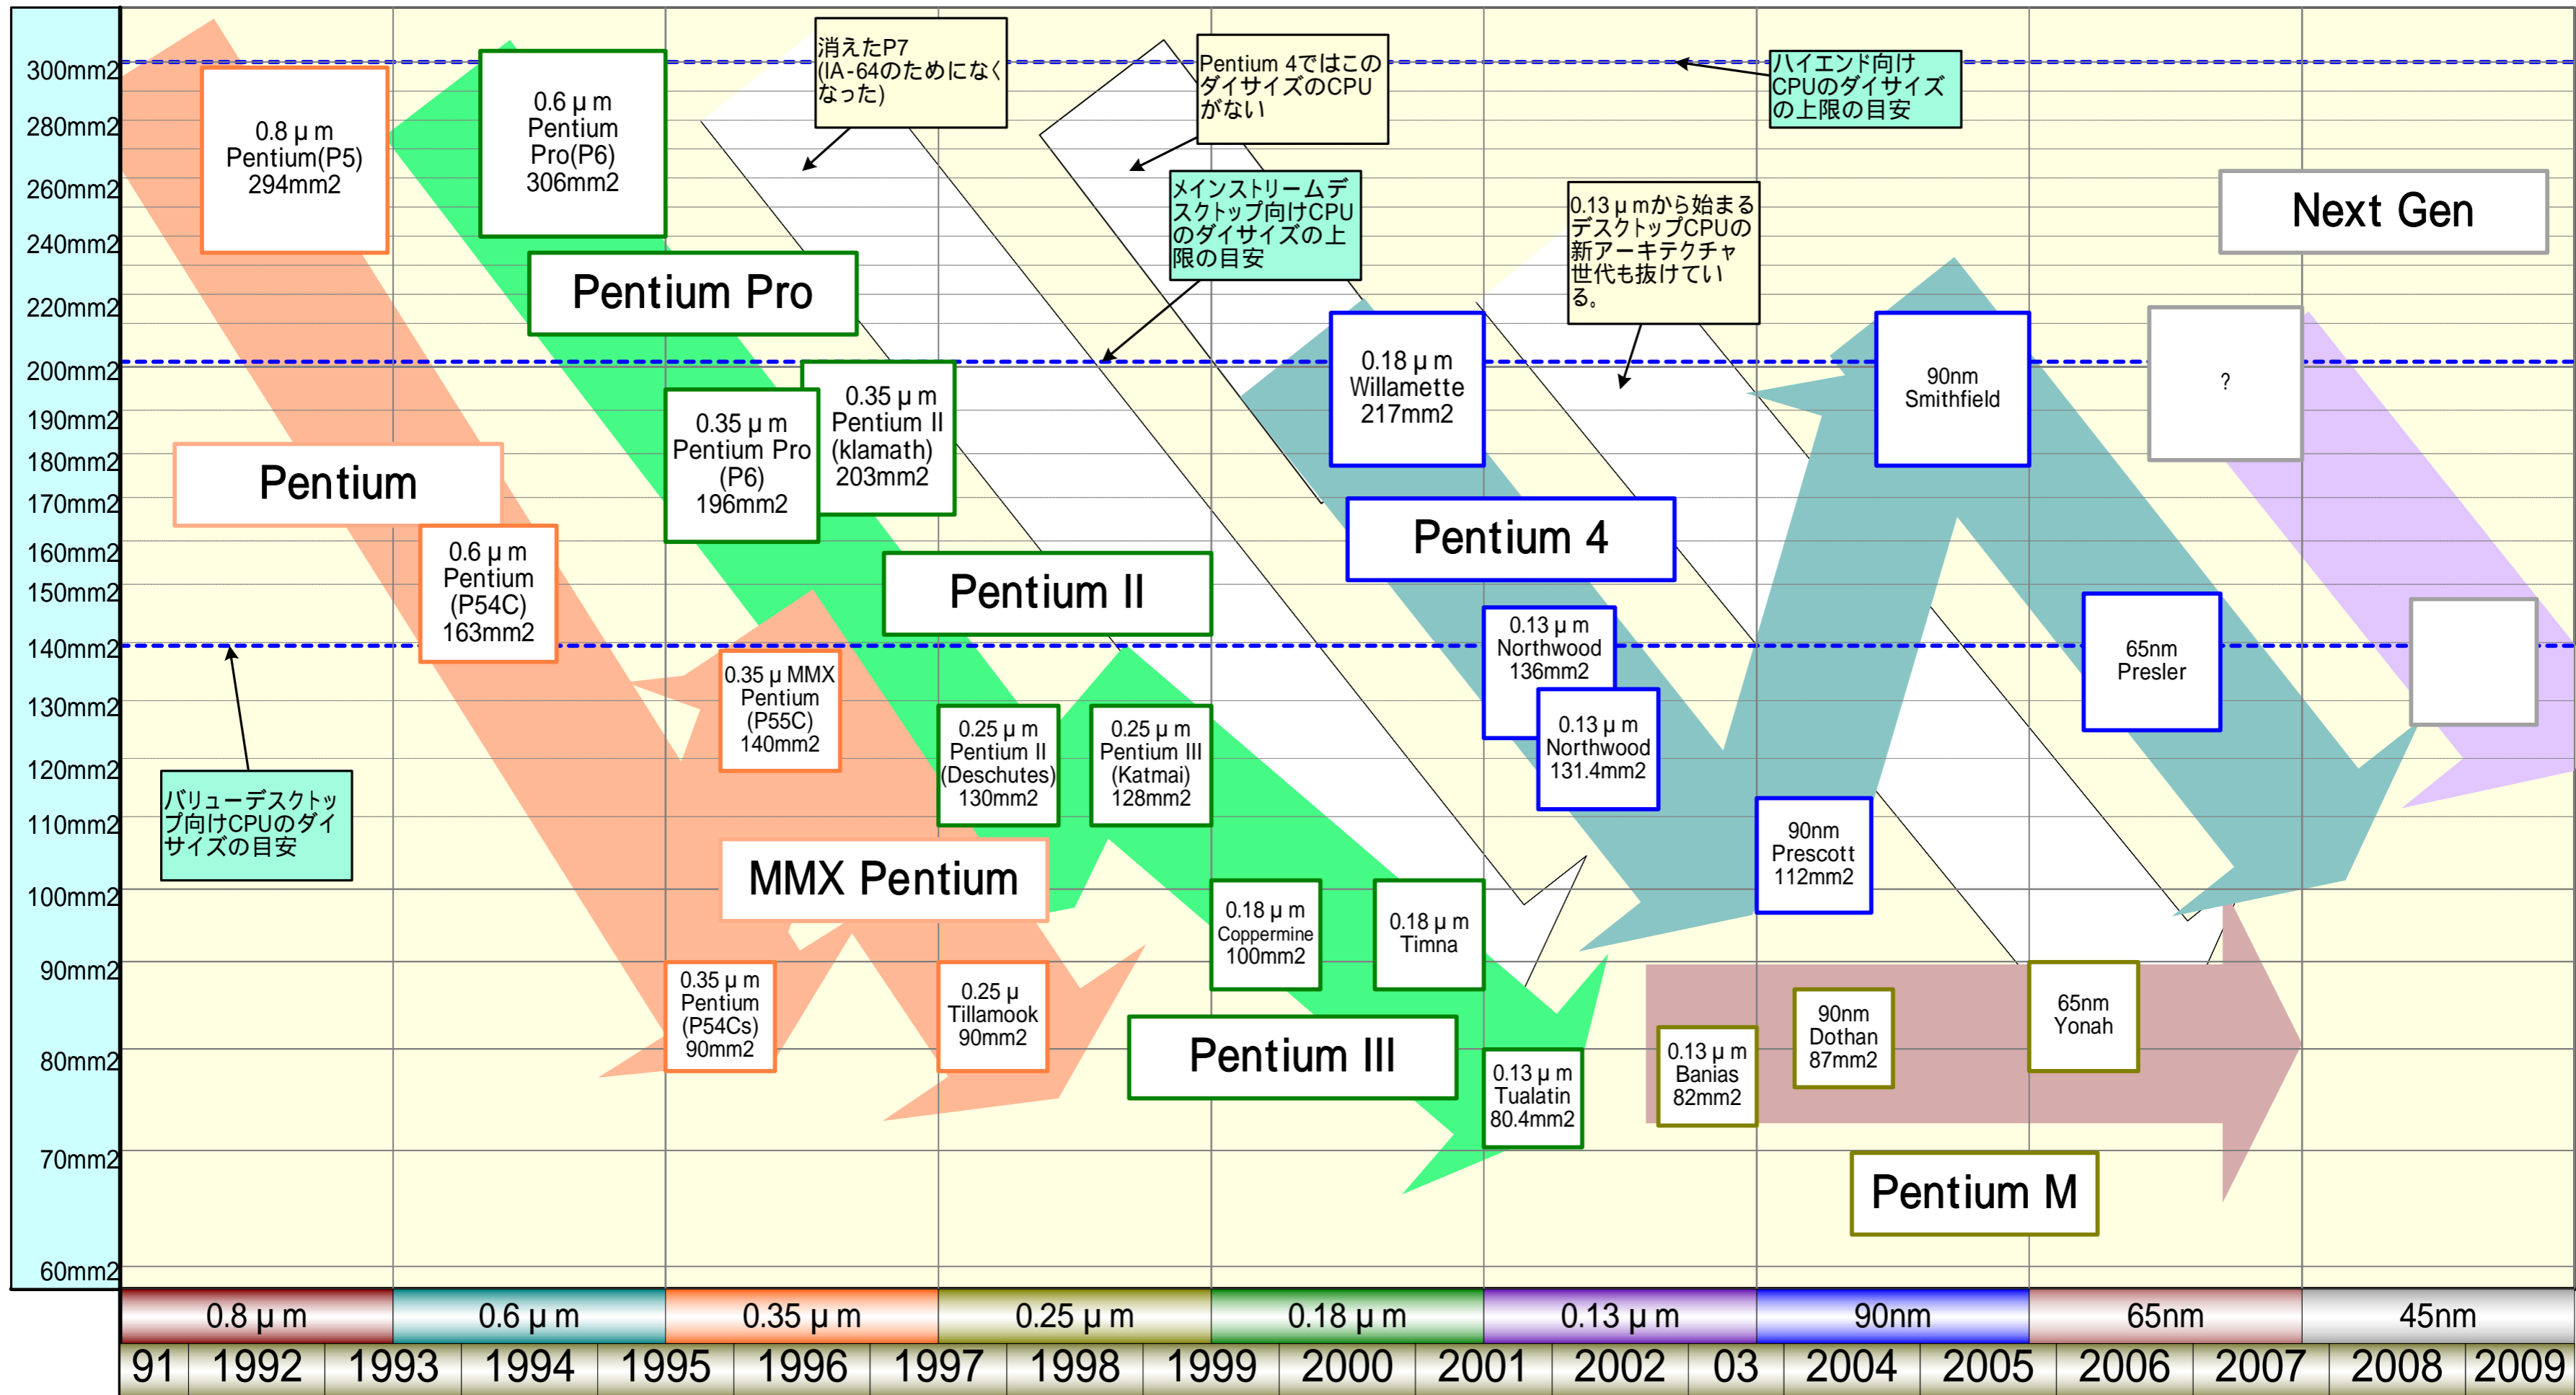 300mm2
280mm2
260mm2
240mm2
220mm2
200mm2
190mm2
180mm2
170mm2
160mm2
150mm2
140mm2
130mm2
120mm2
110mm2
100mm2
90mm2
80mm2
70mm2
60mm2
0.8 μ m
Pentium(P5)
294mm2
0.6 μ m
Pentium
Pro(P6)
306mm2
消えたP7
(IA-64のためになく
なった)
Pentium 4ではこの
ダイサイズのCPU
がない
ハイエンド向け
CPUのダイサイズ
の上限の目安
メインストリームデ
スクトップ向けCPU
のダイサイズの上
限の目安
0.13 μ mから始まる
デスクトップCPUの
新アーキテクチャ
世代も抜けてい
る。
Next Gen
Pentium Pro
0.35 μ m
Pentium Pro
(P6)
196mm2
0.35 μ m
Pentium II
(klamath)
203mm2
0.18 μ m
Willamette
217mm2
90nm
Smithfield
?
Pentium
0.6 μ m
Pentium
(P54C)
163mm2
Pentium II
Pentium 4
0.35 μ MMX
Pentium
(P55C)
140mm2
0.25 μ m
Pentium II
(Deschutes)
130mm2
0.25 μ m
Pentium III
(Katmai)
128mm2
0.13 μ m
Northwood
136mm2
0.13 μ m
Northwood
131.4mm2
65nm
Presler
バリューデスクトッ
プ向けCPUのダイ
サイズの目安
MMX Pentium
90nm
Prescott
112mm2
0.35 μ m
Pentium
(P54Cs)
90mm2
0.25 μ
Tillamook
90mm2
0.18 μ m
Coppermine
100mm2
0.18 μ m
Timna
Pentium III
0.13 μ m
Tualatin
80.4mm2
0.13 μ m
Banias
82mm2
90nm
Dothan
87mm2
65nm
Yonah
Pentium M
0.8 μ m
0.6 μ m
0.35 μ m
0.25 μ m
0.18 μ m
0.13 μ m
90nm
65nm
45nm
91 1992 1993 1994 1995 1996 1997 1998 1999 2000 2001 2002 03 2004 2005 2006 2007 2008 2009